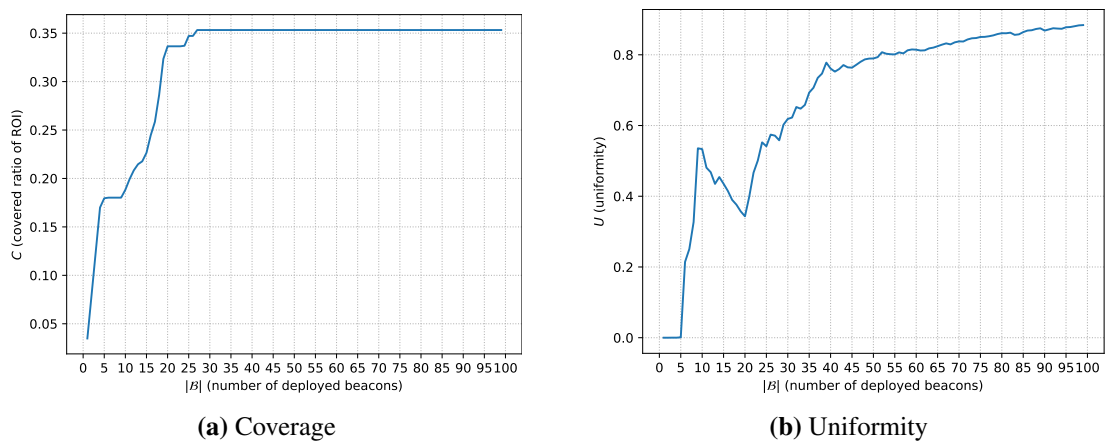 0.35
0.30
0.25
0.20
0.15
0.10
0.05
C (covered ratio of ROI)
0 5 10 15 20 25 30 35 40 45 50 55 60 65 70 75 80 85 90 95 100
|𝓑| (number of deployed beacons)
(a) Coverage
0.8
0.6
0.4
0.2
0.0
U (uniformity)
0 5 10 15 20 25 30 35 40 45 50 55 60 65 70 75 80 85 90 95 100
|𝓑| (number of deployed beacons)
(b) Uniformity